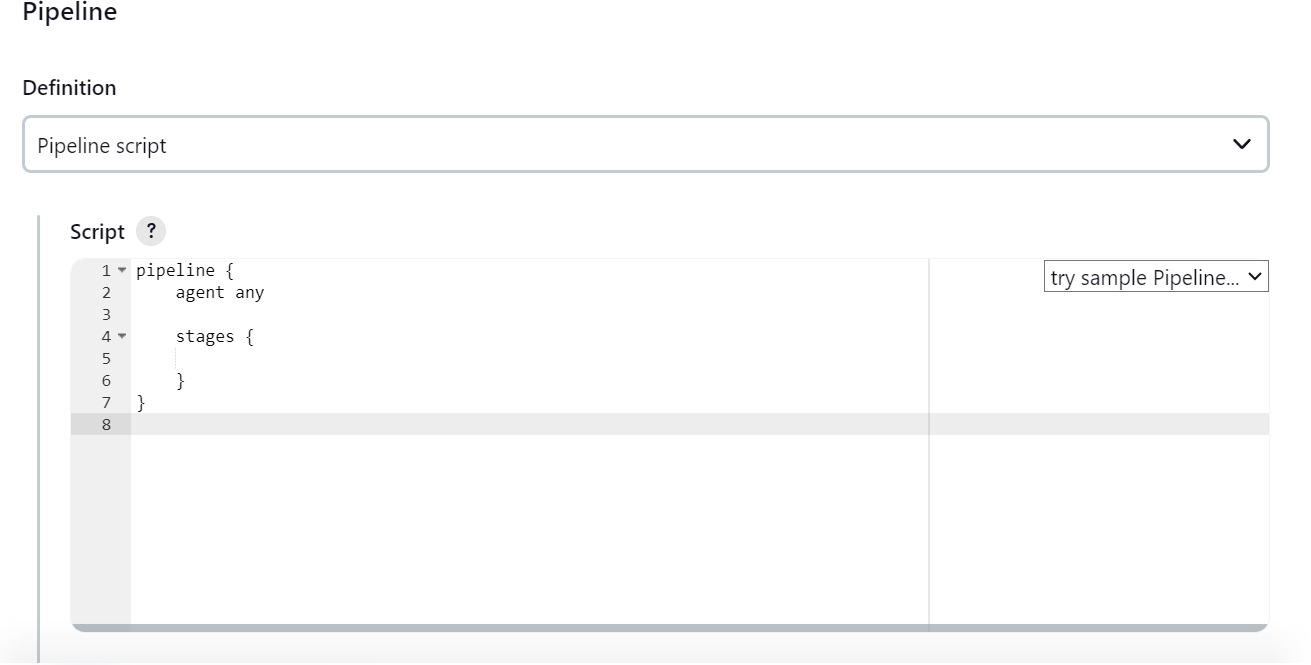 Pipeline
Definition
Pipeline script
Script ?
try sample Pipeline...
1 pipeline {
2     agent any
3
4     stages {
5
6     }
7 }
8